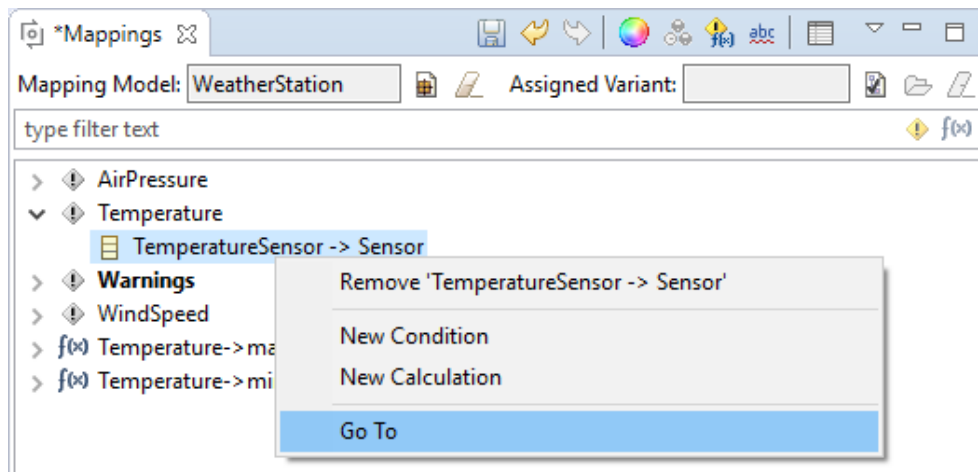 *Mappings
abc
Mapping Model: WeatherStation Assigned Variant:
type filter text f(x)
AirPressure
Temperature
TemperatureSensor -> Sensor
Remove 'TemperatureSensor -> Sensor'
Warnings
WindSpeed
New Condition
f(x) Temperature->ma
New Calculation
f(x) Temperature->mi
Go To